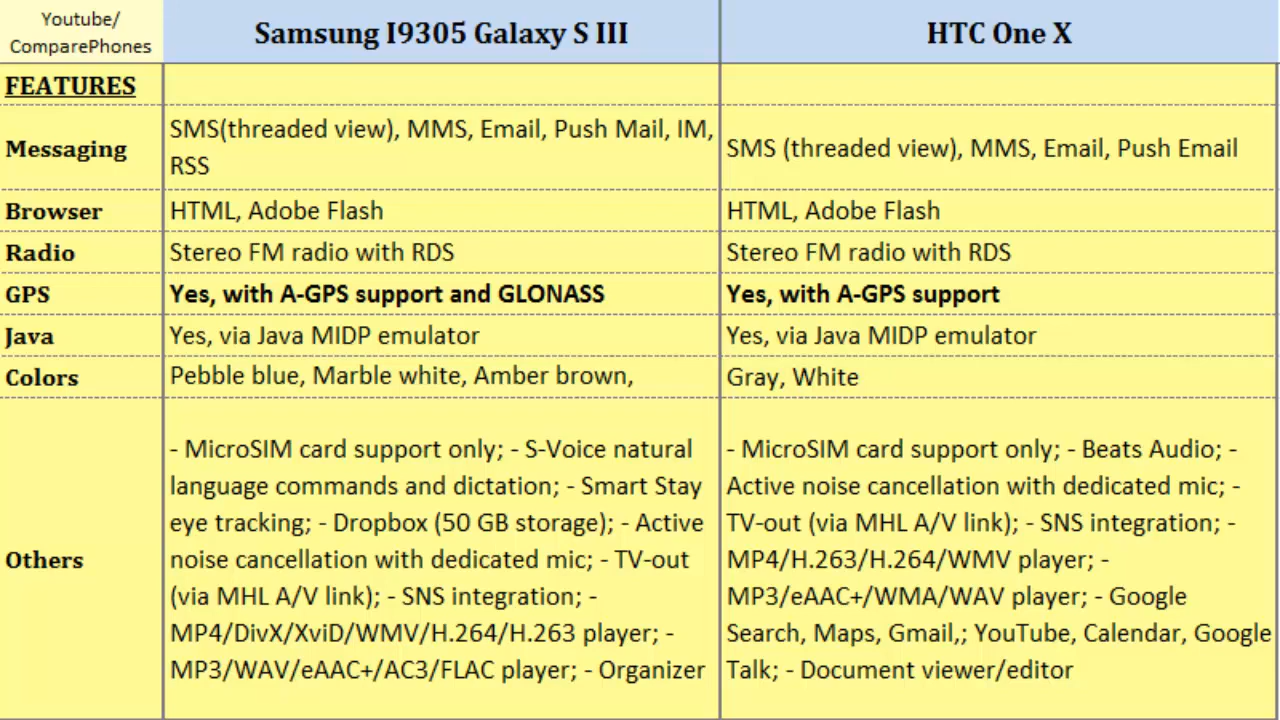 Youtube/
ComparePhones
Samsung I9305 Galaxy S III
HTC One X
FEATURES
Messaging
SMS(threaded view), MMS, Email, Push Mail, IM,
RSS
SMS (threaded view), MMS, Email, Push Email
Browser
HTML, Adobe Flash
HTML, Adobe Flash
Radio
Stereo FM radio with RDS
Stereo FM radio with RDS
GPS
Yes, with A-GPS support and GLONASS
Yes, with A-GPS support
Java
Yes, via Java MIDP emulator
Yes, via Java MIDP emulator
Colors
Pebble blue, Marble white, Amber brown,
Gray, White
Others
- MicroSIM card support only; - S-Voice natural
language commands and dictation; - Smart Stay
eye tracking; - Dropbox (50 GB storage); - Active
noise cancellation with dedicated mic; - TV-out
(via MHL A/V link); - SNS integration; -
MP4/DivX/XviD/WMV/H.264/H.263 player; -
MP3/WAV/eAAC+/AC3/FLAC player; - Organizer
- MicroSIM card support only; - Beats Audio; -
Active noise cancellation with dedicated mic; -
TV-out (via MHL A/V link); - SNS integration; -
MP4/H.263/H.264/WMV player; -
MP3/eAAC+/WMA/WAV player; - Google
Search, Maps, Gmail,; YouTube, Calendar, Google
Talk; - Document viewer/editor